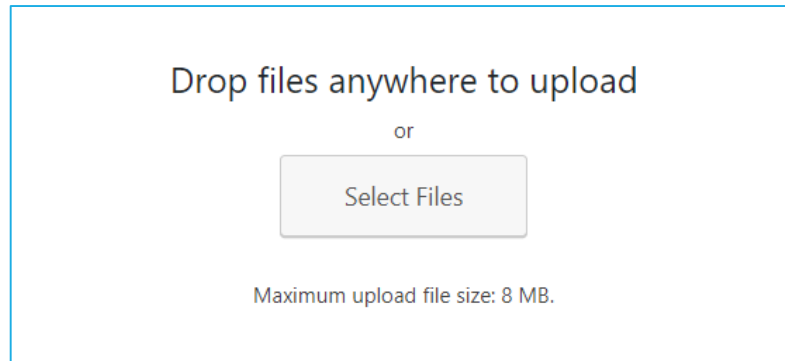 Drop files anywhere to upload
or
Select Files
Maximum upload file size: 8 MB.